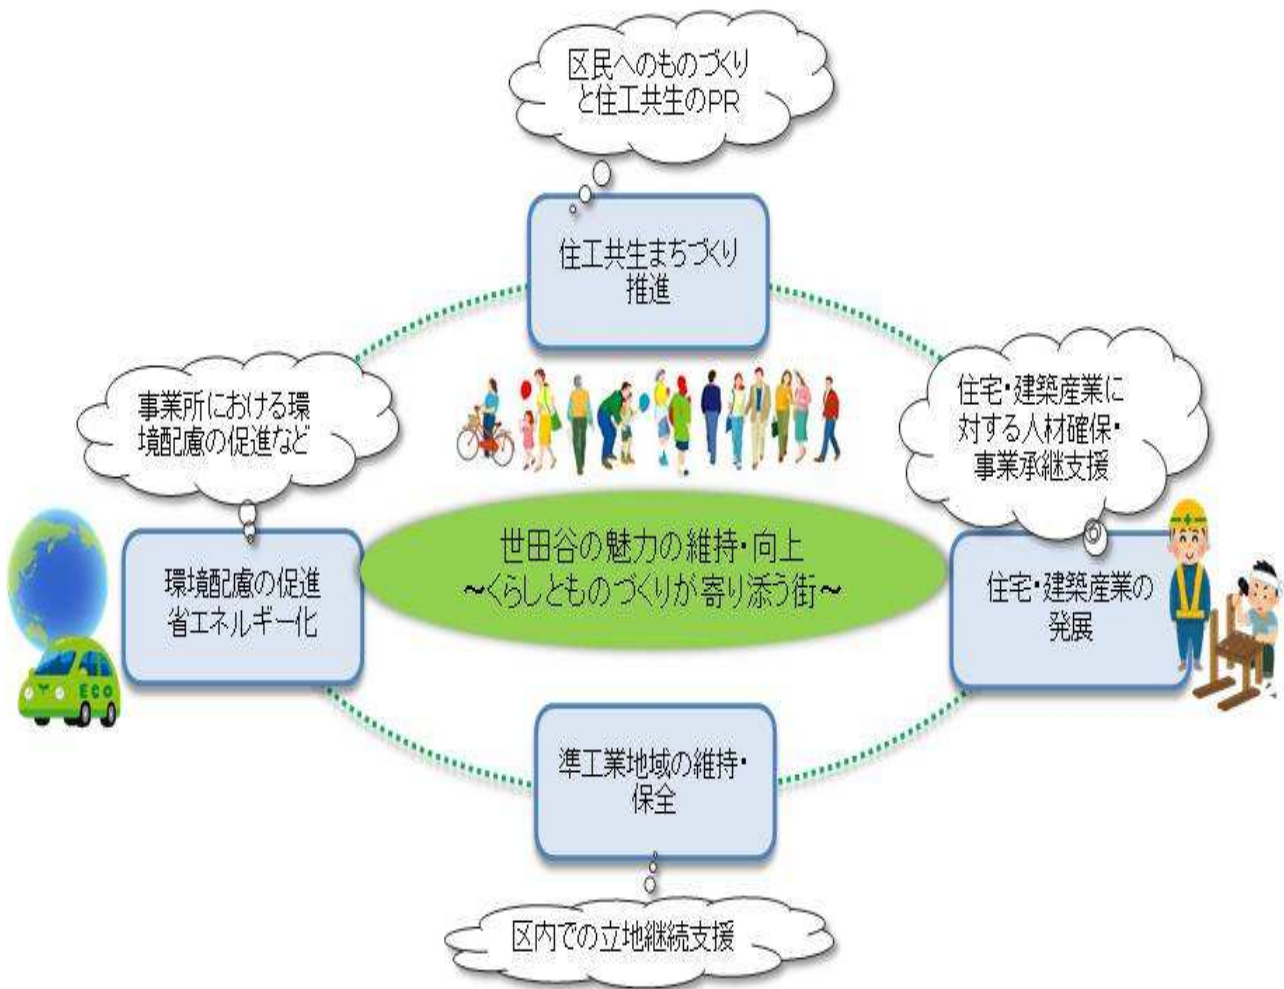 区民へのものづくり
と住工共生のPR
住工共生まちづくり
推進
事業所における環
境配慮の促進など
住宅・建築産業に
対する人材確保・
事業承継支援
世田谷の魅力の維持・向上
～くらしとものづくりが寄り添う街～
環境配慮の促進
省エネルギー化
住宅・建築産業の
発展
ECO
準工業地域の維持・
保全
区内での立地継続支援